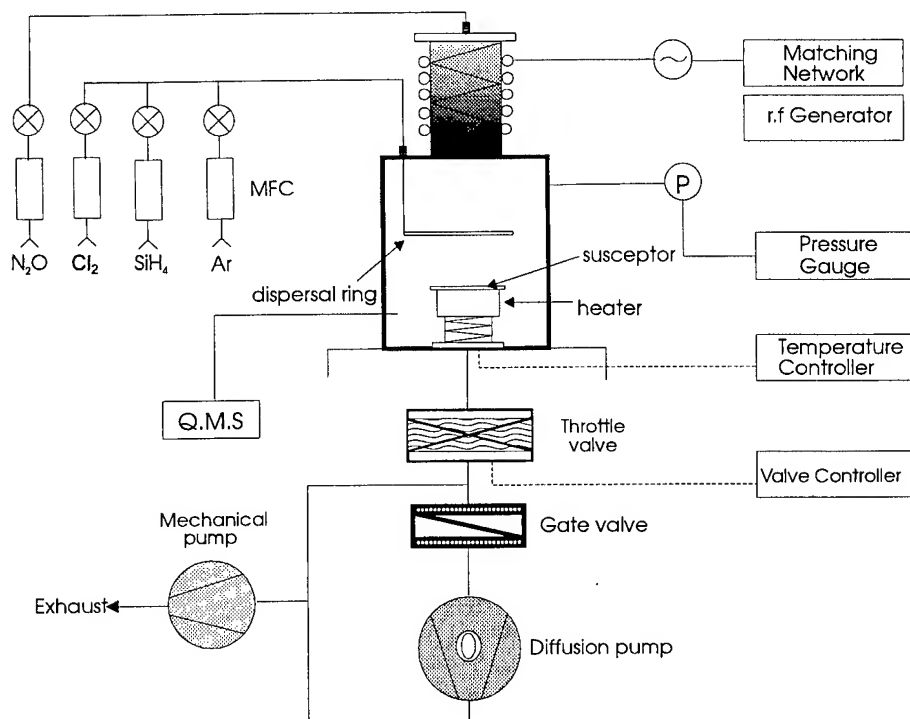 Matching
Network
r.f Generator
MFC
N₂O
Cl₂
SiH₄
Ar
P
Pressure
Gauge
susceptor
dispersal ring
heater
Temperature
Controller
Q.M.S
Throttle
valve
Valve Controller
Mechanical
pump
Gate valve
Exhaust
Diffusion pump